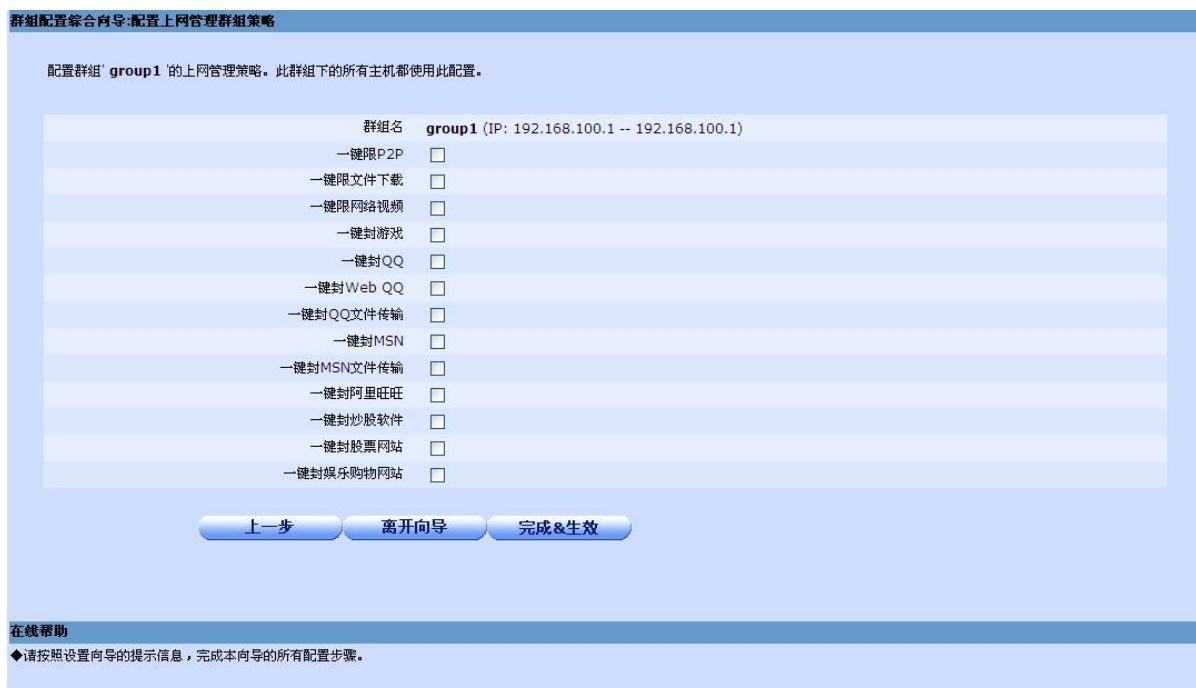 群组配置综合向导:配置上网管理群组策略
配置群组' group1 '的上网管理策略。此群组下的所有主机都使用此配置。
群组名 group1 (IP: 192.168.100.1 -- 192.168.100.1)
一键限P2P
一键限文件下载
一键限网络视频
一键封游戏
一键封QQ
一键封Web QQ
一键封QQ文件传输
一键封MSN
一键封MSN文件传输
一键封阿里旺旺
一键封炒股软件
一键封股票网站
一键封娱乐购物网站
上一步 离开向导 完成&生效
在线帮助
◆请按照设置向导的提示信息，完成本向导的所有配置步骤。